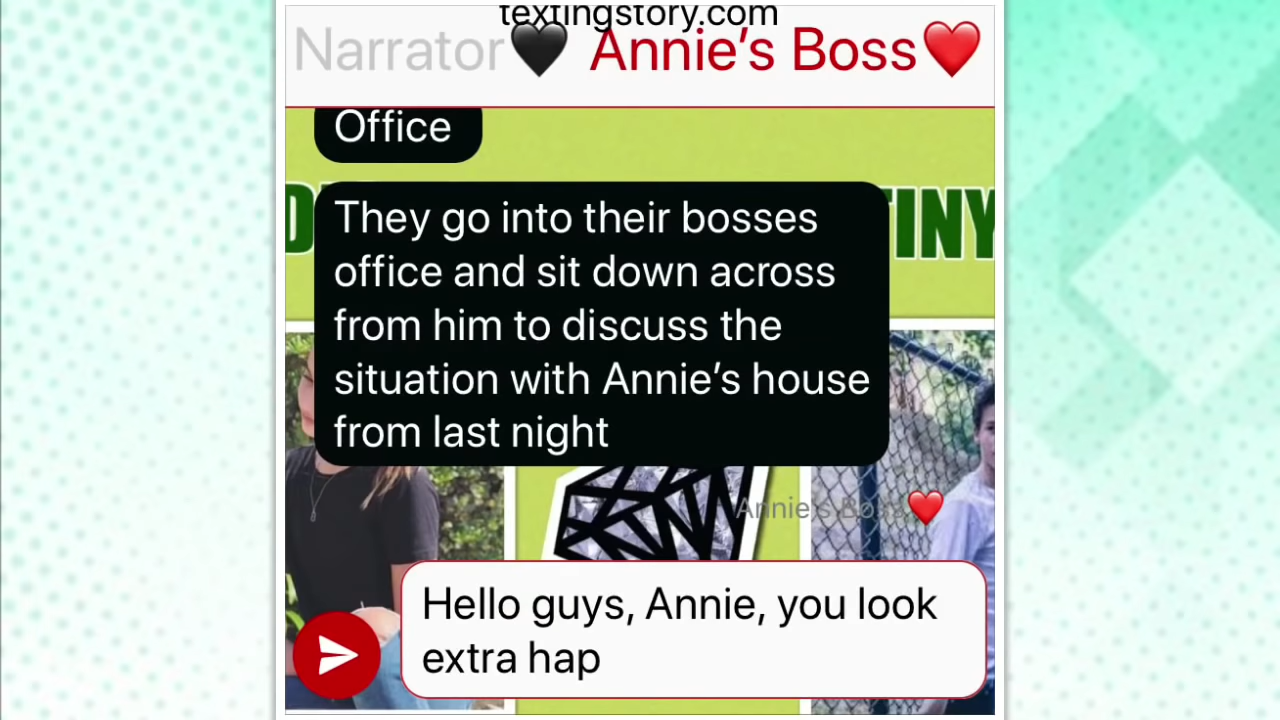 textingstory.com
Narrator🖤 Annie's Boss❤️
Office
They go into their bosses
office and sit down across
from him to discuss the
situation with Annie's house
from last night
TINY
Annie's Boss❤️
Hello guys, Annie, you look
extra hap